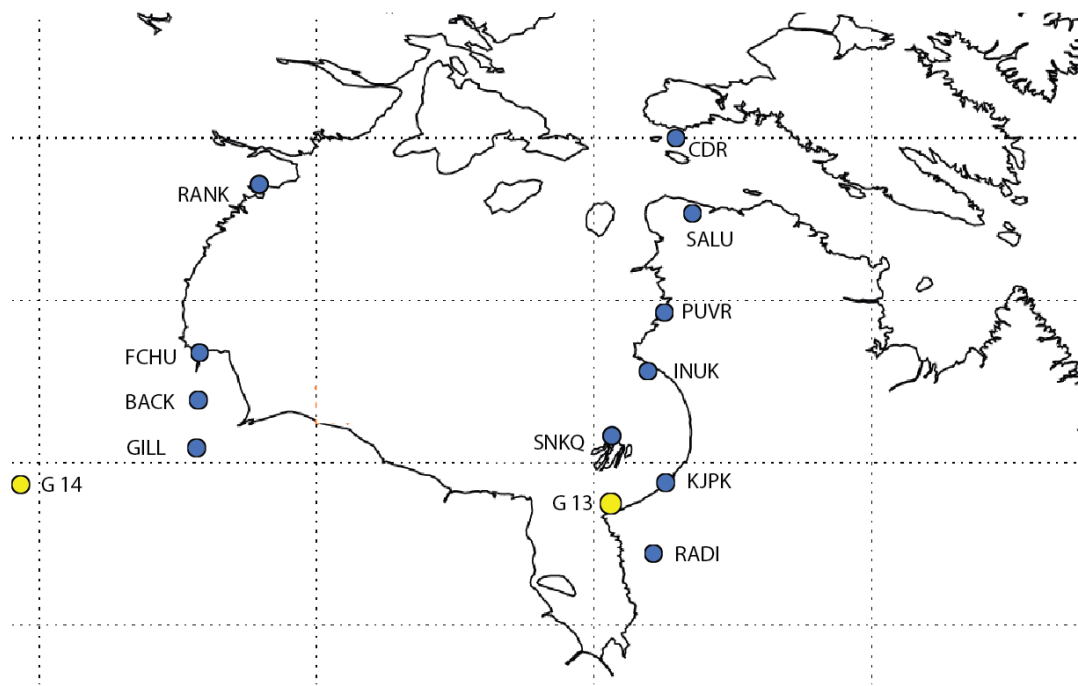 CDR
RANK
SALU
PUVR
FCHU
INUK
BACK
SNKQ
GILL
G 14
KJPK
G 13
RADI